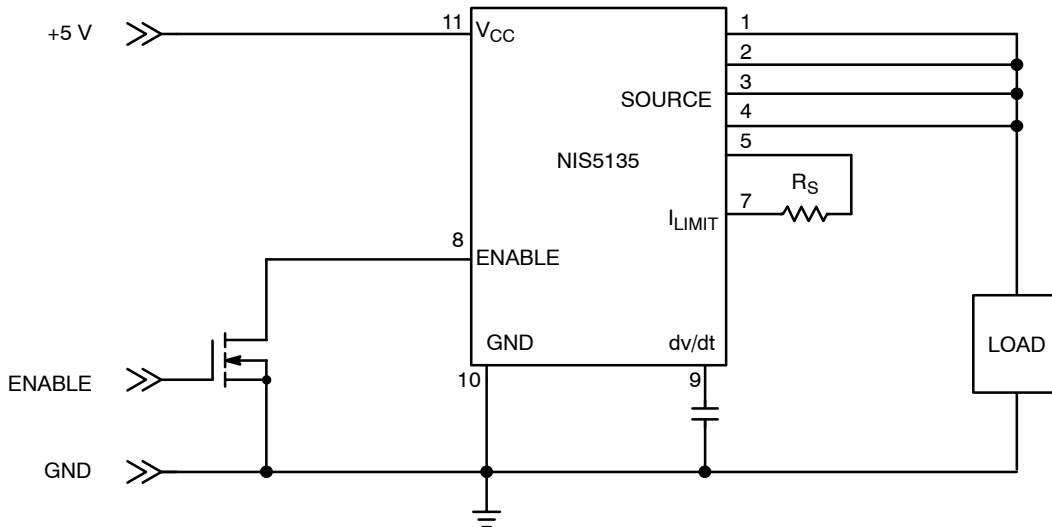 +5 V
11
V_CC
1
2
3
SOURCE
4
5
NIS5135
R_S
7
I_LIMIT
8
ENABLE
GND
dv/dt
LOAD
10
9
ENABLE
GND